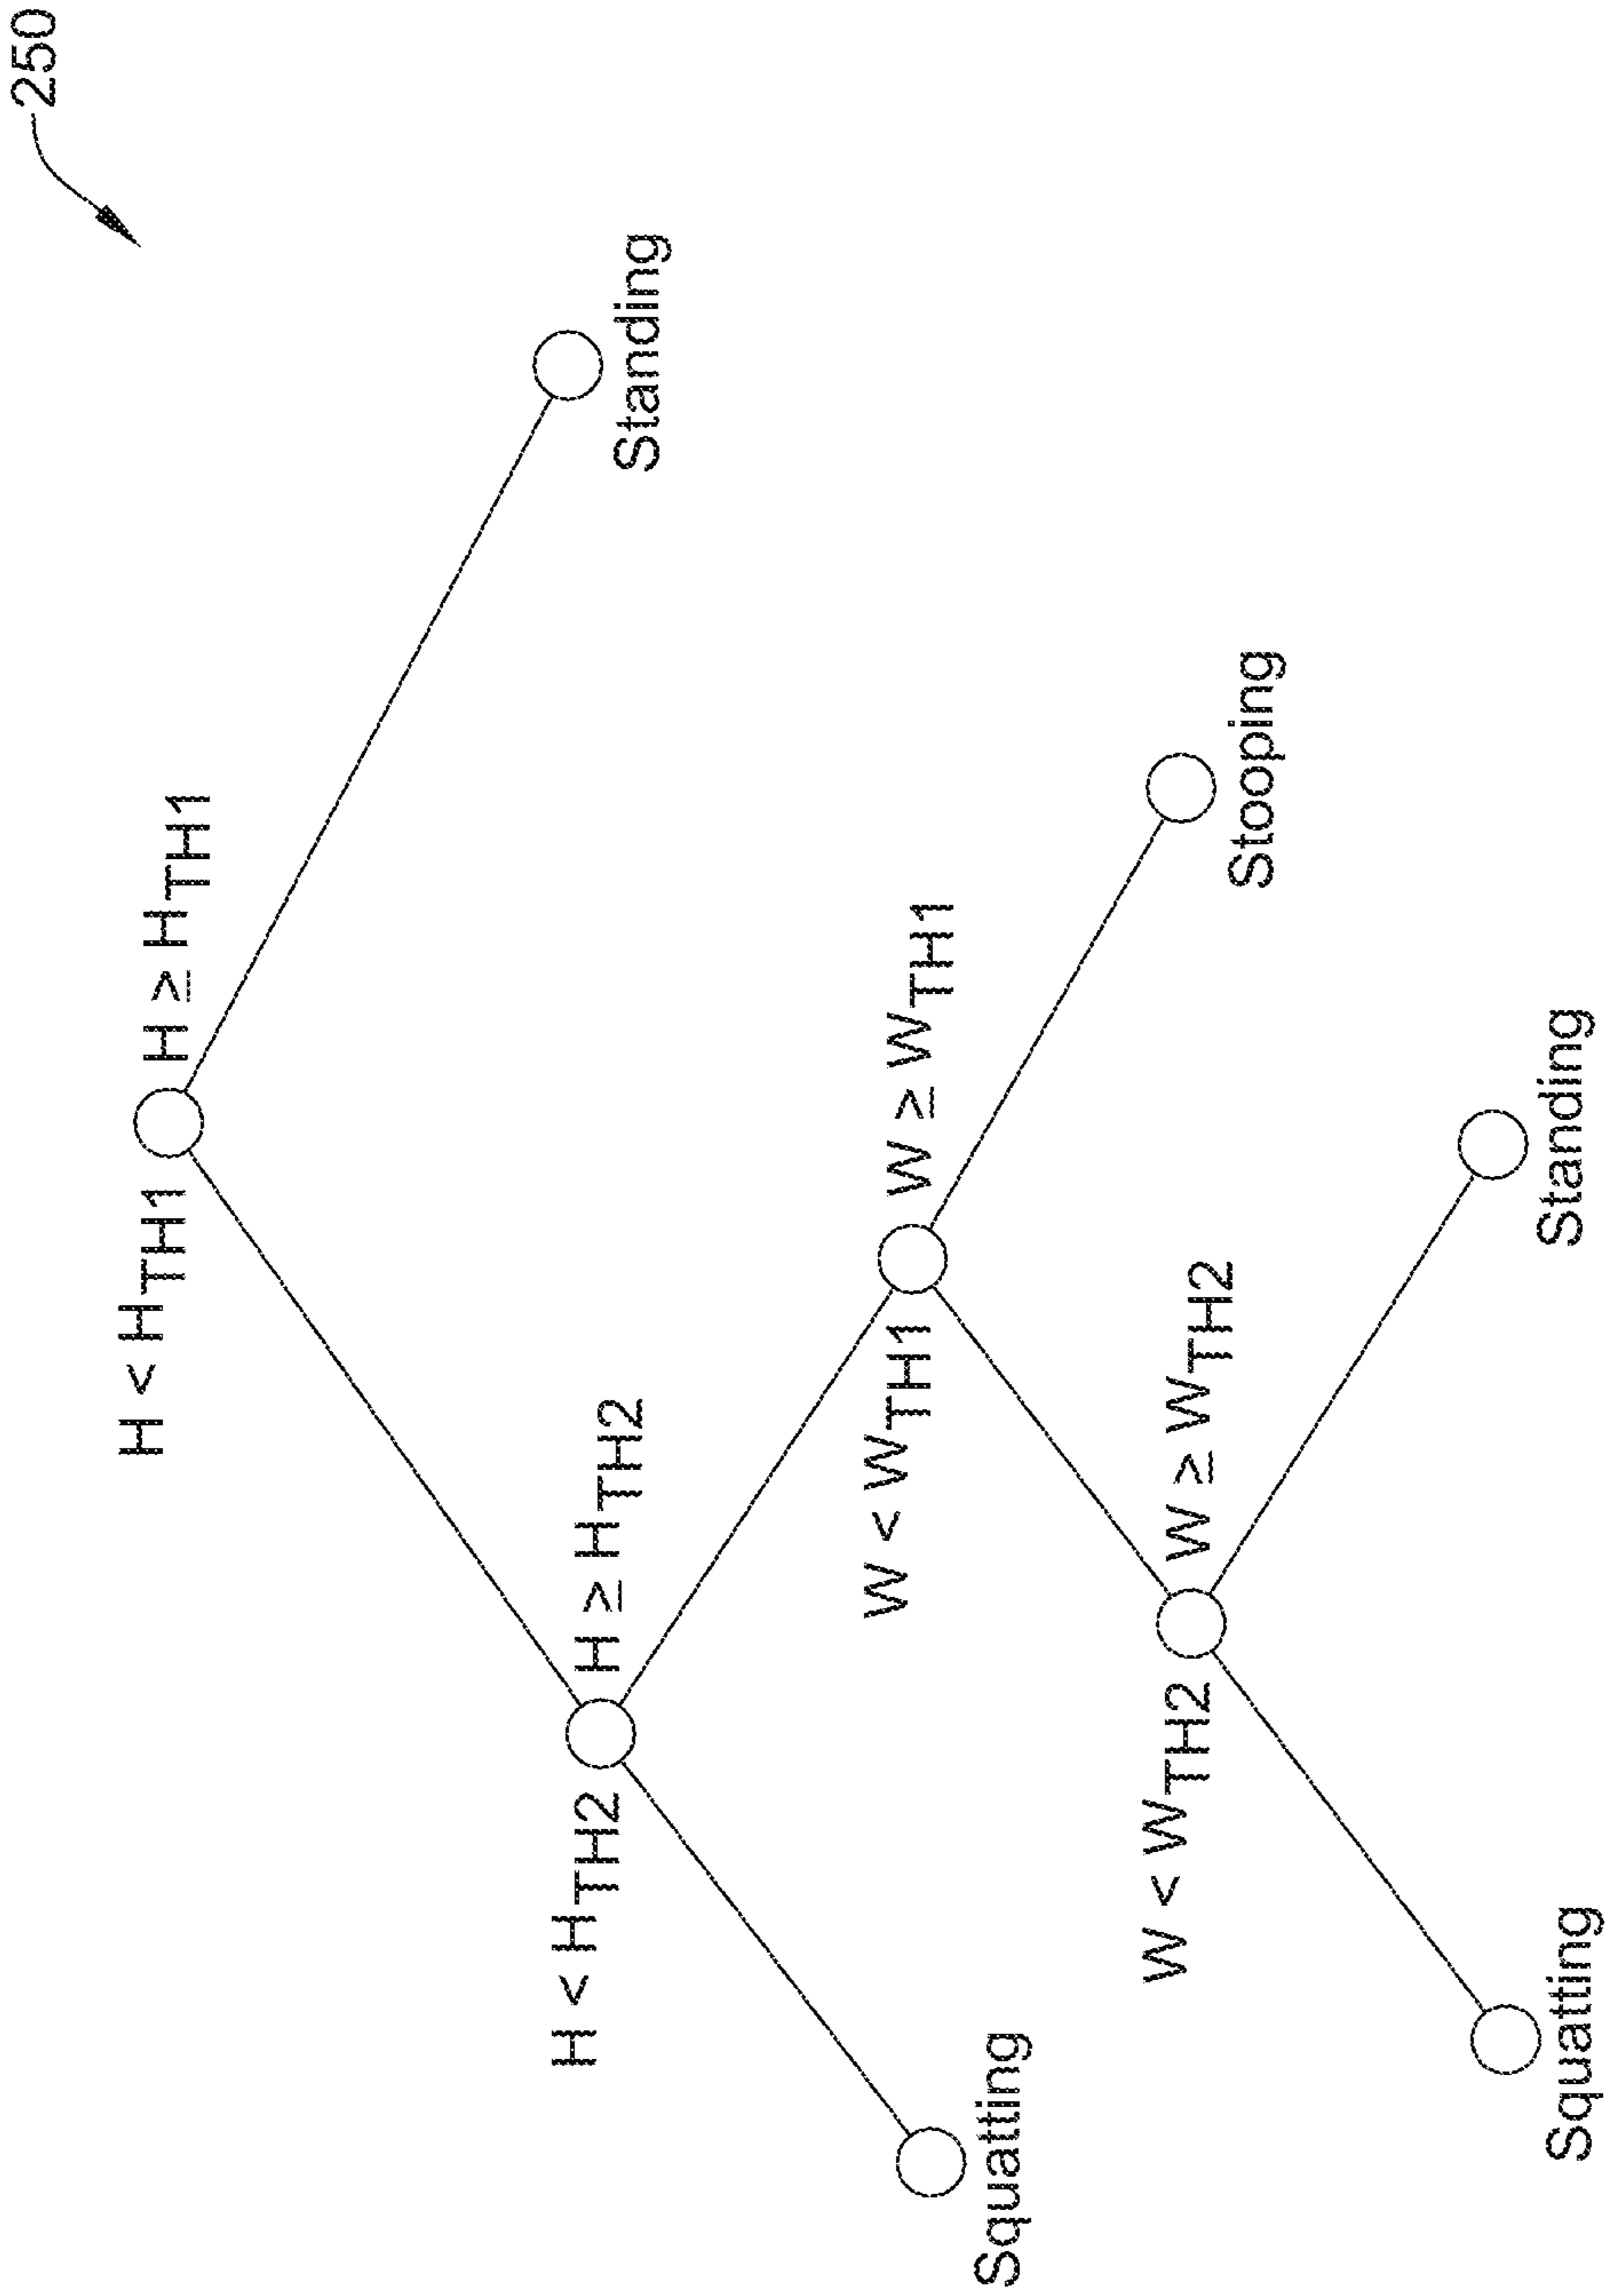 250
H < H_TH1 H ≥ H_TH1
Standing
H < H_TH2 H ≥ H_TH2
Squatting
W < W_TH1 W ≥ W_TH1
Stooping
W < W_TH2 W ≥ W_TH2
Squatting
Standing